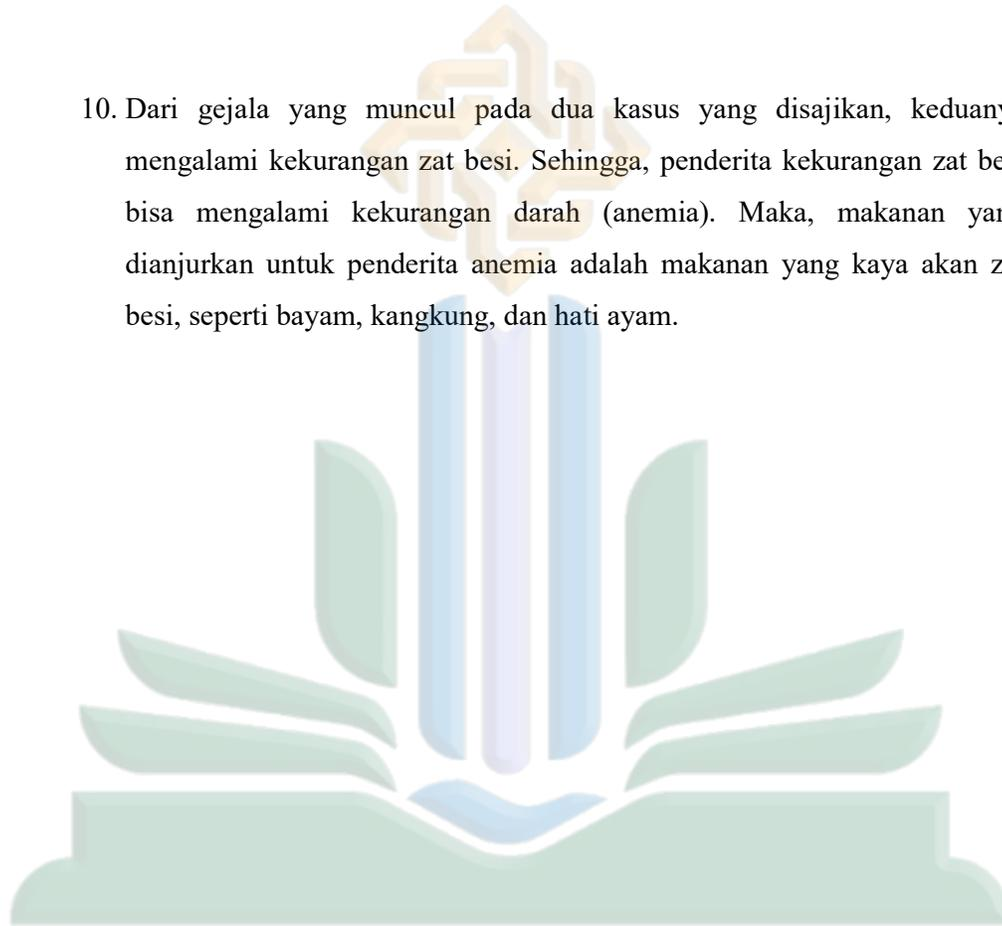 10. Dari gejala yang muncul pada dua kasus yang disajikan, keduany
mengalami kekurangan zat besi. Sehingga, penderita kekurangan zat be
bisa mengalami kekurangan darah (anemia). Maka, makanan yan
dianjurkan untuk penderita anemia adalah makanan yang kaya akan z
besi, seperti bayam, kangkung, dan hati ayam.